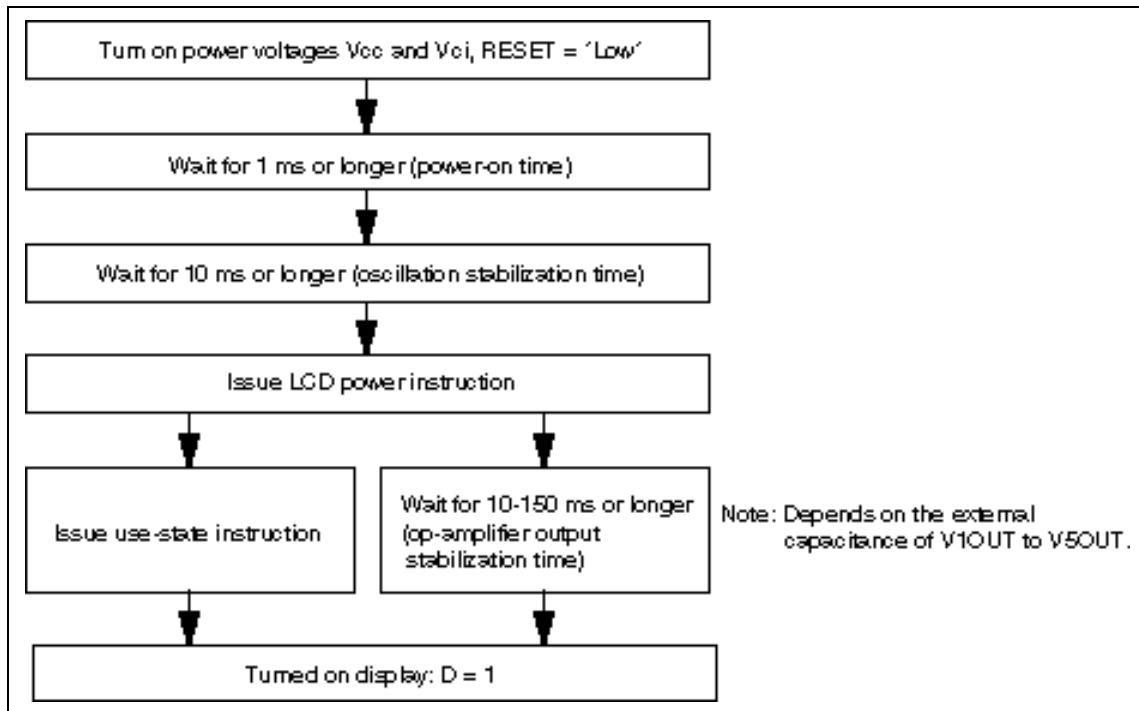 Turn on power voltages Vcc and Vci, RESET = ´Low´
Wait for 1 ms or longer (power-on time)
Wait for 10 ms or longer (oscillation stabilization time)
Issue LCD power instruction
Issue use-state instruction
Wait for 10-150 ms or longer
(op-amplifier output
stabilization time)
Note: Depends on the external
capacitance of V1OUT to V5OUT.
Turned on display: D = 1